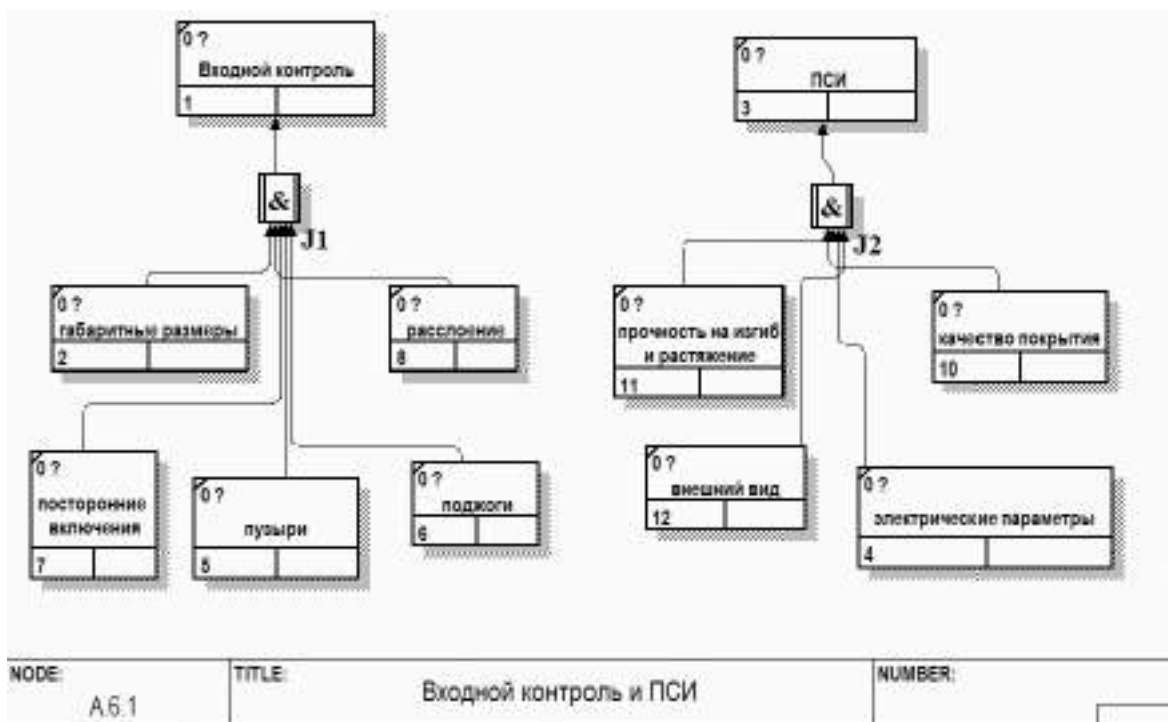 0 ?
Входной контроль
1
0 ?
ПСИ
3
&
J1
&
J2
0 ?
габаритные размеры
2
0 ?
расслоение
8
0 ?
прочность на изгиб
и растяжение
11
0 ?
качество покрытия
10
0 ?
посторонние
включения
7
0 ?
пузыри
5
0 ?
поджоги
6
0 ?
внешний вид
12
0 ?
электрические параметры
4
NODE:
A.6.1
TITLE:
Входной контроль и ПСИ
NUMBER: